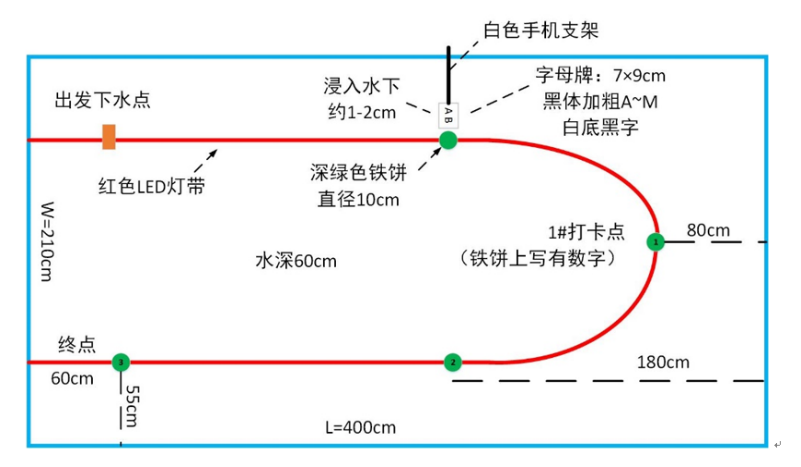 白色手机支架
浸入水下
约1-2cm
字母牌：7×9cm
黑体加粗A~M
白底黑字
出发下水点
A B
红色LED灯带
深绿色铁饼
直径10cm
W=210cm
1#打卡点
（铁饼上写有数字）
1
80cm
水深60cm
终点
3
2
60cm
180cm
55cm
L=400cm